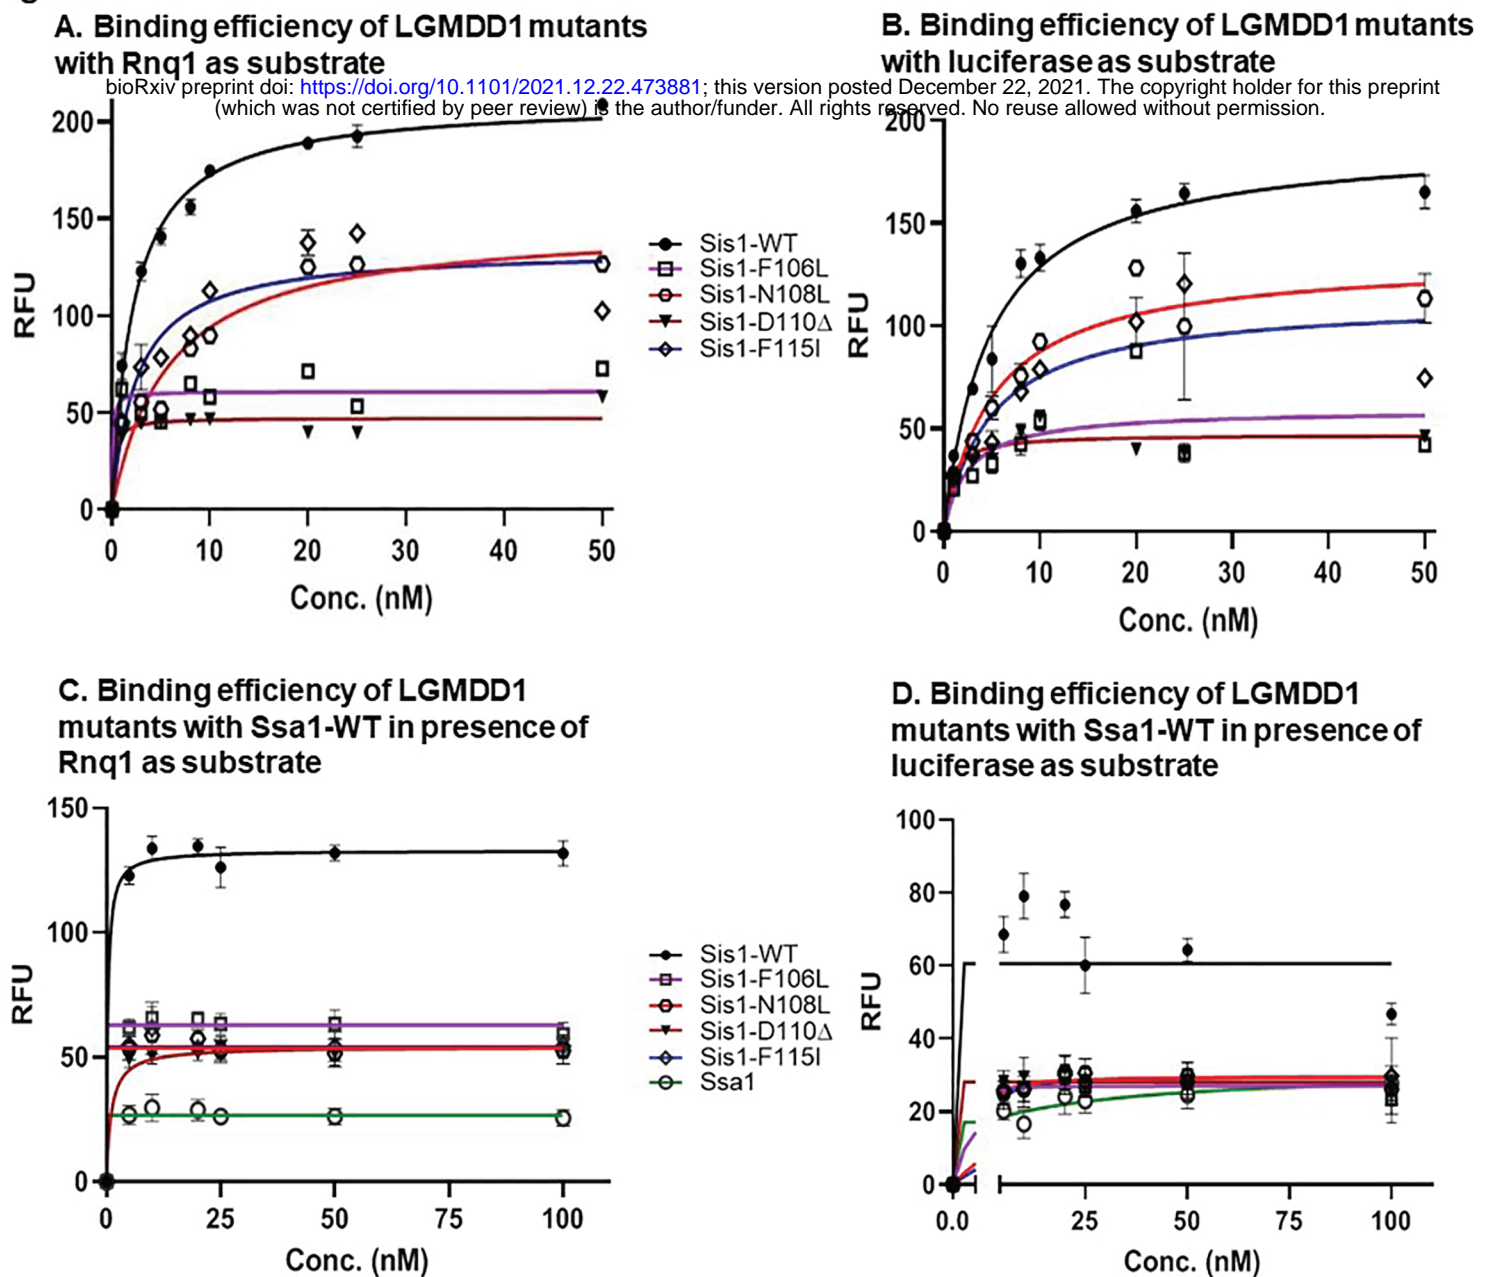 A. Binding efficiency of LGMDD1 mutants
with Rnq1 as substrate
B. Binding efficiency of LGMDD1 mutants
with luciferase as substrate
bioRxiv preprint doi: https://doi.org/10.1101/2021.12.22.473881; this version posted December 22, 2021. The copyright holder for this preprint
(which was not certified by peer review) is the author/funder. All rights reserved. No reuse allowed without permission.
200
150
100
50
0
RFU
0 10 20 30 40 50
Conc. (nM)
Sis1-WT
Sis1-F106L
Sis1-N108L
Sis1-D110Δ
Sis1-F115I
200
150
100
50
0
RFU
0 10 20 30 40 50
Conc. (nM)
C. Binding efficiency of LGMDD1
mutants with Ssa1-WT in presence of
Rnq1 as substrate
150
100
50
0
RFU
0 25 50 75 100
Conc. (nM)
Sis1-WT
Sis1-F106L
Sis1-N108L
Sis1-D110Δ
Sis1-F115I
Ssa1
D. Binding efficiency of LGMDD1
mutants with Ssa1-WT in presence of
luciferase as substrate
100
80
60
40
20
0
RFU
0.0 25 50 75 100
Conc. (nM)